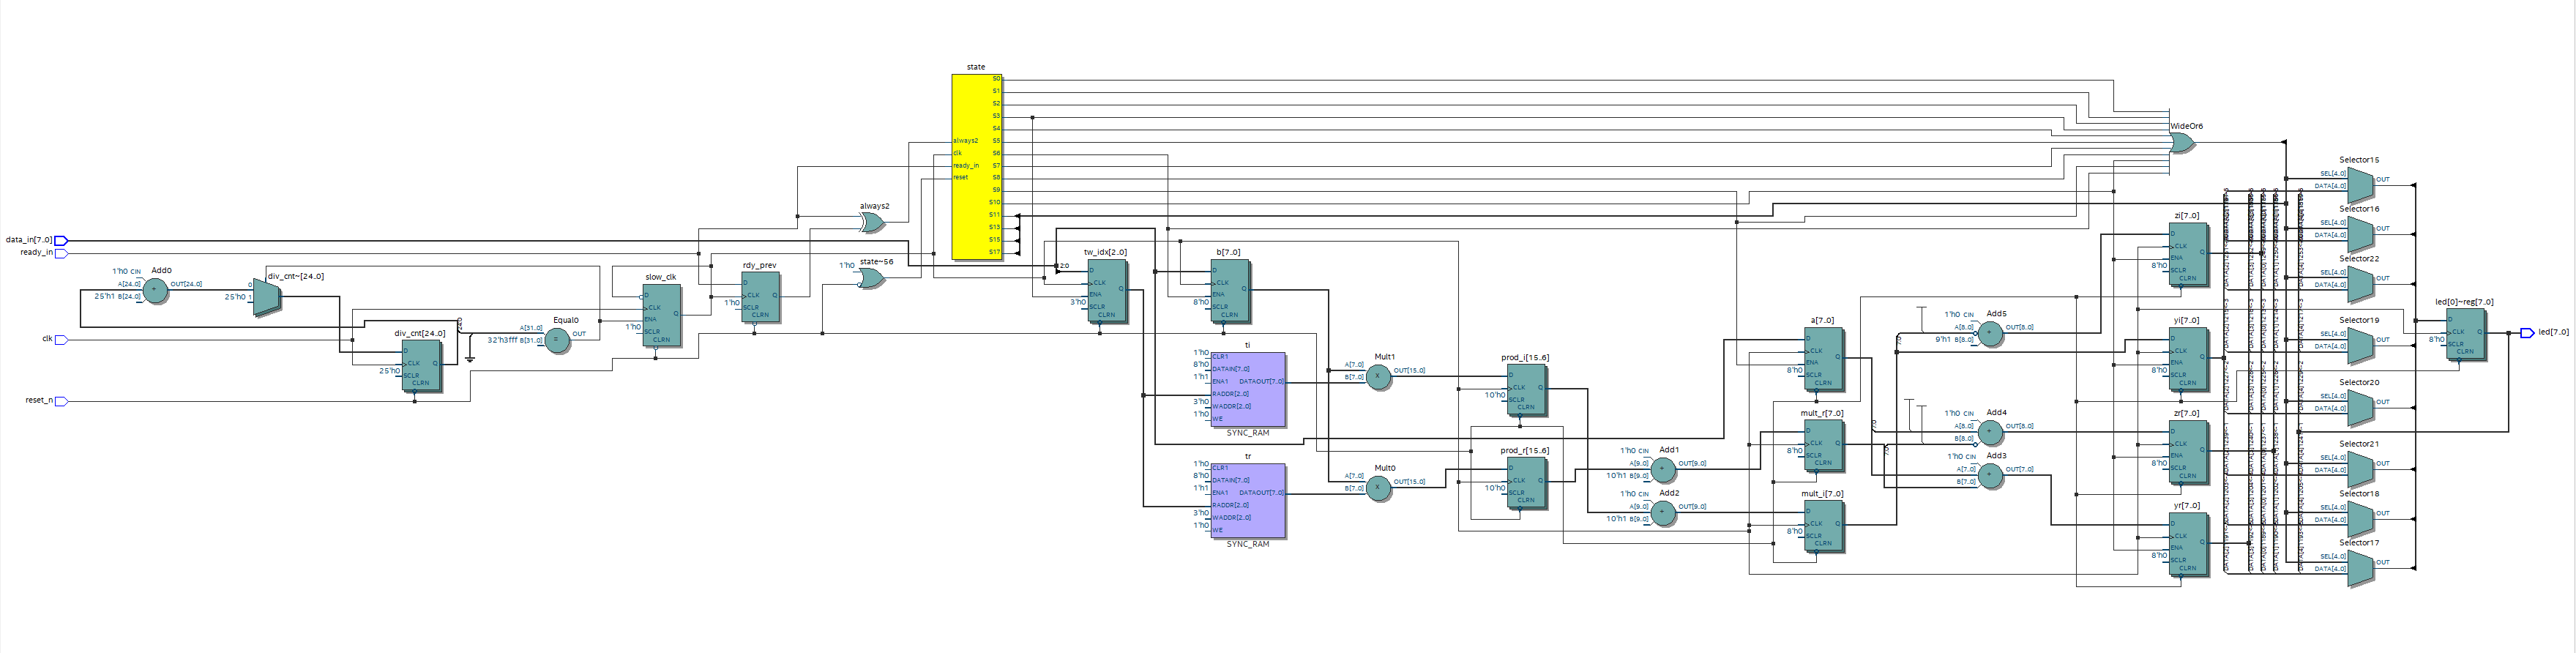 data_in[7..0]
ready_in
clk
reset_n
Add0
1'h0 CIN
A[24..0]
25'h1 B[24..0]
OUT[24..0]
div_cnt~[24..0]
0
25'h0 1
div_cnt[24..0]
D
CLK
25'h0
SCLR
CLRN
Q
Equal0
A[31..0]
32'h3fff B[31..0]
OUT
slow_clk
D
CLK
ENA
1'h0
SCLR
CLRN
Q
rdy_prev
D
CLK
1'h0
SCLR
CLRN
Q
always2
state~56
1'h0
state
always2
clk
ready_in
reset
S0
S1
S2
S3
S4
S5
S6
S7
S8
S9
S10
S11
S13
S15
S17
tw_idx[2..0]
2:0
D
CLK
ENA
3'h0
SCLR
CLRN
Q
b[7..0]
D
CLK
ENA
8'h0
SCLR
CLRN
Q
ti
1'h0
CLR1
8'h0
DATAIN[7..0]
1'h1
ENA1
DATAOUT[7..0]
RADDR[2..0]
3'h0
WADDR[2..0]
1'h0
WE
SYNC_RAM
tr
1'h0
CLR1
8'h0
DATAIN[7..0]
1'h1
ENA1
DATAOUT[7..0]
RADDR[2..0]
3'h0
WADDR[2..0]
1'h0
WE
SYNC_RAM
Mult1
A[7..0]
B[7..0]
OUT[15..0]
Mult0
A[7..0]
B[7..0]
OUT[15..0]
prod_i[15..6]
D
CLK
10'h0
SCLR
CLRN
Q
prod_r[15..6]
D
CLK
10'h0
SCLR
CLRN
Q
Add1
1'h0 CIN
A[9..0]
10'h1 B[9..0]
OUT[9..0]
Add2
1'h0 CIN
A[9..0]
10'h1 B[9..0]
OUT[9..0]
a[7..0]
D
CLK
ENA
8'h0
SCLR
CLRN
Q
mult_r[7..0]
D
CLK
8'h0
SCLR
CLRN
Q
mult_i[7..0]
D
CLK
8'h0
SCLR
CLRN
Q
Add5
1'h0 CIN
A[8..0]
9'h1 B[8..0]
OUT[8..0]
Add4
1'h0 CIN
A[8..0]
B[8..0]
OUT[8..0]
Add3
A[7..0]
B[7..0]
OUT[7..0]
WideOr6
zi[7..0]
D
CLK
ENA
8'h0
SCLR
CLRN
Q
yi[7..0]
D
CLK
ENA
8'h0
SCLR
CLRN
Q
zr[7..0]
D
CLK
ENA
8'h0
SCLR
CLRN
Q
yr[7..0]
D
CLK
ENA
8'h0
SCLR
CLRN
Q
Selector15
SEL[4..0]
DATA[4..0]
OUT
Selector16
SEL[4..0]
DATA[4..0]
OUT
Selector22
SEL[4..0]
DATA[4..0]
OUT
Selector19
SEL[4..0]
DATA[4..0]
OUT
Selector20
SEL[4..0]
DATA[4..0]
OUT
Selector21
SEL[4..0]
DATA[4..0]
OUT
Selector18
SEL[4..0]
DATA[4..0]
OUT
Selector17
SEL[4..0]
DATA[4..0]
OUT
led[0]~reg[7..0]
D
CLK
8'h0
SCLR
CLRN
Q
led[7..0]